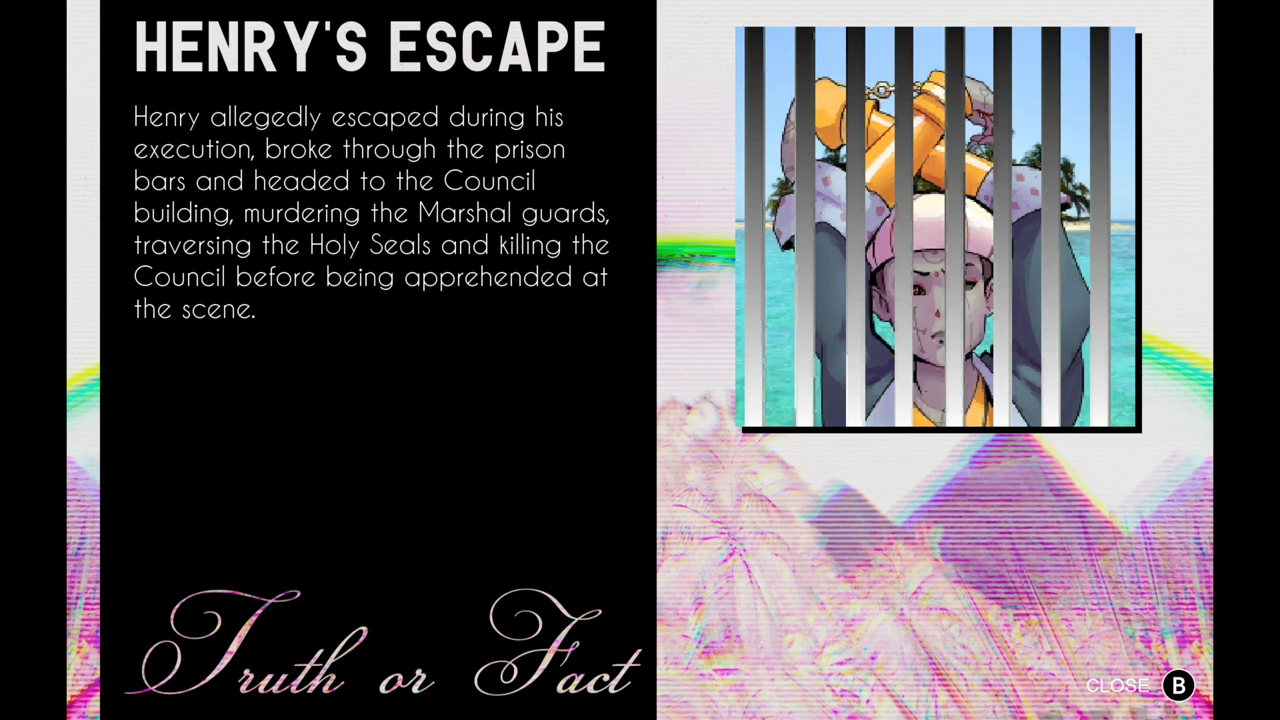 HENRY'S ESCAPE
Henry allegedly escaped during his
execution, broke through the prison
bars and headed to the Council
building, murdering the Marshal guards,
traversing the Holy Seals and killing the
Council before being apprehended at
the scene.
Truth or Fact
CLOSE B